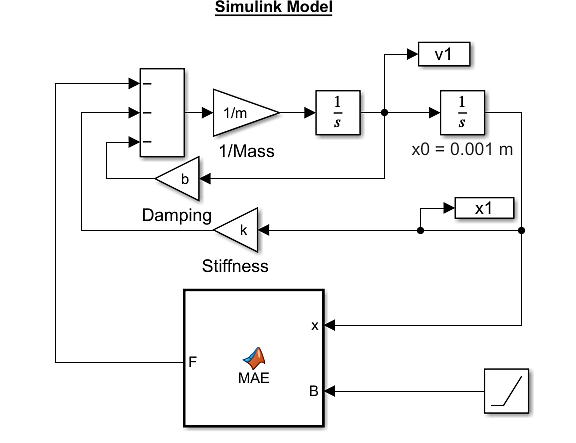 Simulink Model
v1
1/m
1
s
1
s
1/Mass
x0 = 0.001 m
b
Damping
x1
k
Stiffness
x
F
MAE
B